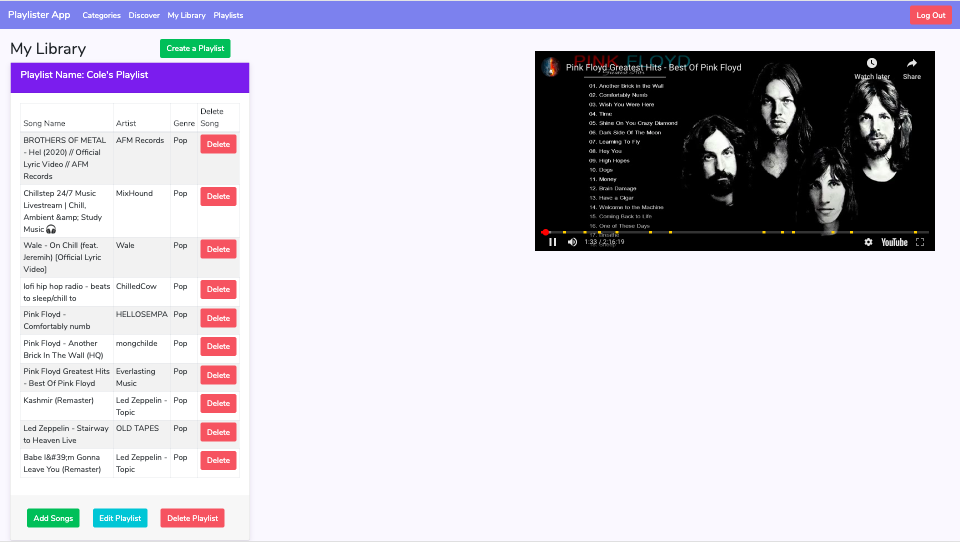 Playlister App Categories Discover My Library Playlists Log Out
My Library Create a Playlist
Playlist Name: Cole's Playlist
Song Name Artist Genre Delete Song
BROTHERS OF METAL AFM Records Pop Delete
- Hel (2020) // Official
Lyric Video // AFM
Records
Chillstep 24/7 Music MixHound Pop Delete
Livestream | Chill,
Ambient &amp; Study
Music 🎧
Wale - On Chill (feat. Wale Pop Delete
Jeremih) [Official Lyric
Video]
lofi hip hop radio - beats ChilledCow Pop Delete
to sleep/chill to
Pink Floyd - HELLOSEMPA Pop Delete
Comfortably numb
Pink Floyd - Another mongchilde Pop Delete
Brick In The Wall (HQ)
Pink Floyd Greatest Hits Everlasting Pop Delete
- Best Of Pink Floyd Music
Kashmir (Remaster) Led Zeppelin - Pop Delete
Topic
Led Zeppelin - Stairway OLD TAPES Pop Delete
to Heaven Live
Babe I&#39;m Gonna Led Zeppelin - Pop Delete
Leave You (Remaster) Topic
Add Songs Edit Playlist Delete Playlist
PINK FLOYD
Pink Floyd Greatest Hits - Best Of Pink Floyd
Greatest Hits
Watch later Share
01. Another Brick in the Wall
02. Comfortably Numb
03. Wish You Were Here
04. Time
05. Shine On You Crazy Diamond
06. Dark Side Of The Moon
07. Learning To Fly
08. Hey You
09. High Hopes
10. Dogs
11. Money
12. Brain Damage
13. Have a Cigar
14. Welcome to the Machine
15. Coming Back to Life
16. One of These Days
17. Breathe
1:33 / 2:16:19 YouTube